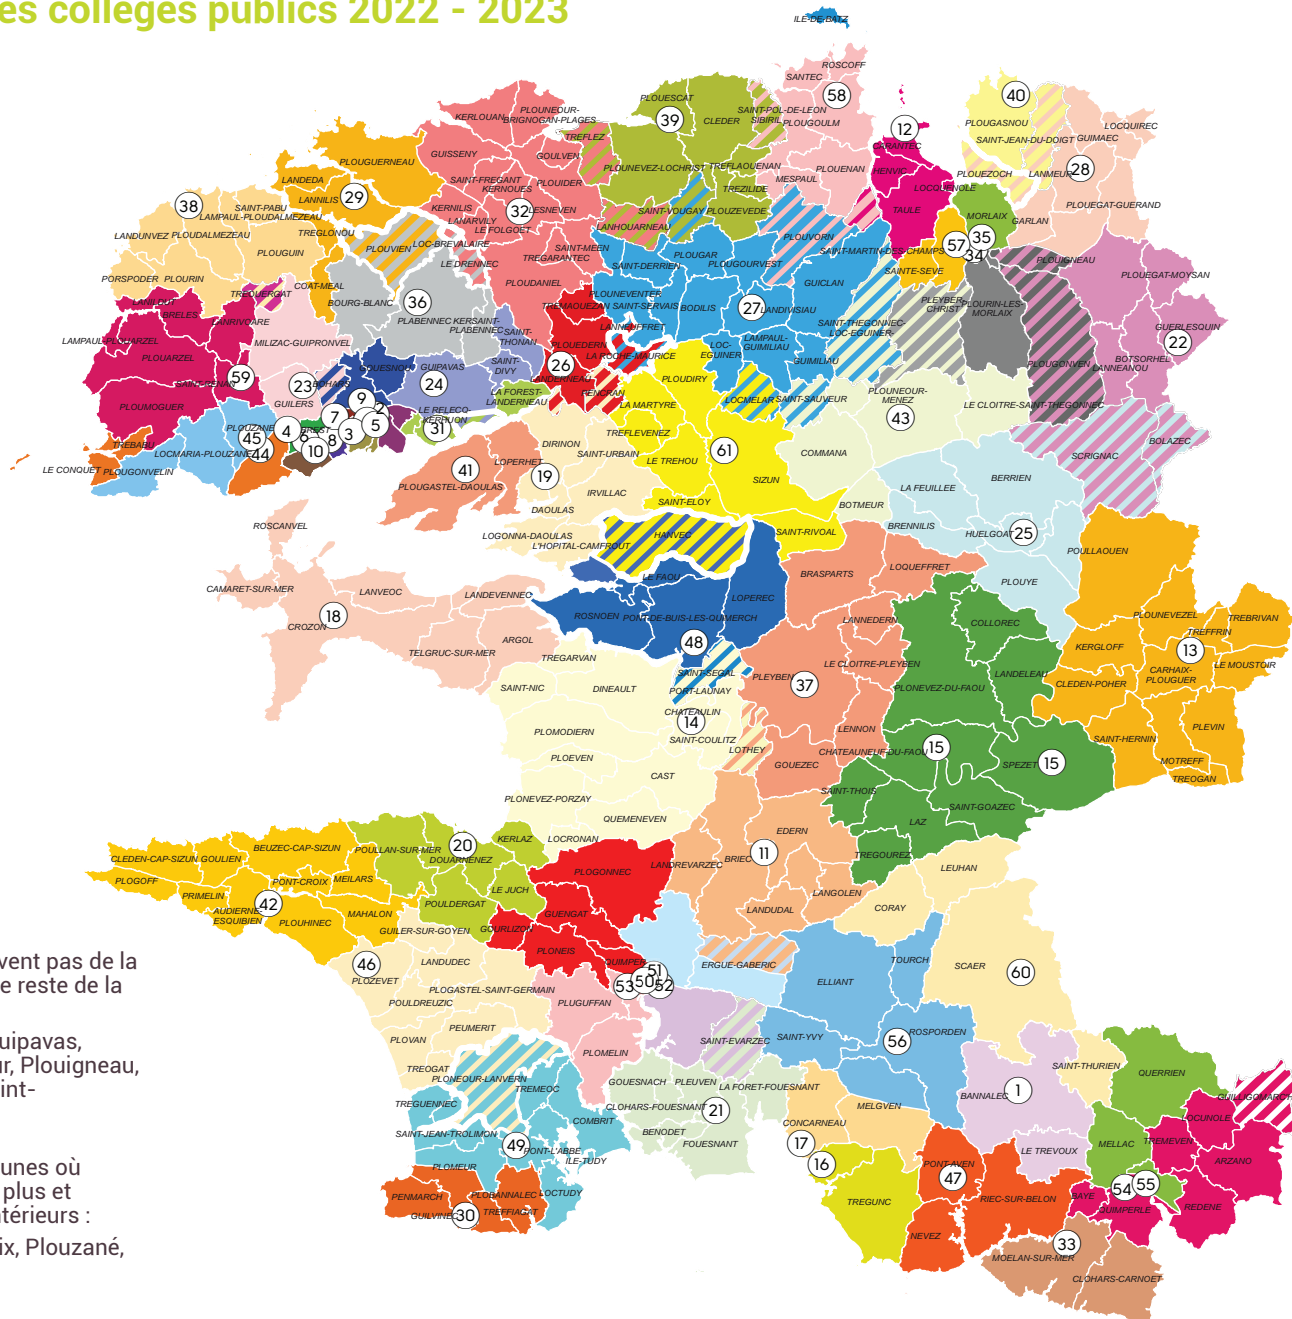 es collèges publics 2022 - 2023
ILE-DE-BATZ
ROSCOFF
SANTEC
58
PLOUESCAT
39
CLEDER
SAINT-POL-DE-LEON
SIBIRIL
PLOUGOULM
40
PLOUGASNOU
SAINT-JEAN-DU-DOIGT
LOCQUIREC
GUIMAEC
KERLOUAN
PLOUNEOUR-
BRIGNOGAN-PLAGES
TREFLEZ
12
CARANTEC
HENVIC
PLOUGUERNEAU
GUISSENY
GOULVEN
PLOUNEVEZ-LOCHRIST
TREFLAOUENAN
PLOUENAN
MESPAUL
PLOUEZOCH
LANMEUR
28
LANDEDA
LANNILIS
29
SAINT-FREGANT
KERNOUES
PLOUIDER
TREZILIDE
LOCQUENOLE
PLOUEGAT-GUERAND
38
SAINT-PABU
LAMPAUL-PLOUDALMEZEAU
KERNILIS
32
LESNEVEN
SAINT-VOUGAY
PLOUZEVEDE
TAULE
MORLAIX
GARLAN
LANDUNVEZ
PLOUDALMEZEAU
TREGLONOU
LANARVILY
LE FOLGOET
LANHOUARNEAU
PLOUVORN
35
57
34
PLOUVIEN
LOC-BREVALAIRE
SAINT-MEEN
TREGARANTEC
PLOUGAR
SAINT-MARTIN-DES-CHAMPS
PLOUGUIN
LE DRENNEC
SAINT-DERRIEN
PLOUGOURVEST
SAINTE-SEVE
PLOUIGNEAU
PLOUEGAT-MOYSAN
PORSPODER
PLOURIN
COAT-MEAL
PLOUDANIEL
GUICLAN
TREOUERGAT
BOURG-BLANC
36
PLOUNEVENTER
LANILDUT
BRELES
LANRIVOARE
PLABENNEC
KERSAINT-
PLABENNEC
TREMAOUEZAN
SAINT-SERVAIS
BODILIS
27
LANDIVISIAU
PLEYBER-
CHRIST
PLOURIN-LES-
MORLAIX
GUERLESQUIN
LAMPAUL-PLOUARZEL
MILIZAC-GUIPRONVEL
SAINT-
THONAN
LANNEUFFRET
SAINT-THEGONNEC-
LOC-EGUINER
22
PLOUARZEL
GOUESNOU
GUIPAVAS
SAINT-
DIVY
PLOUEDERN
LA ROCHE-MAURICE
LOC-
EGUINER
LAMPAUL-
GUIMILIAU
GUIMILIAU
PLOUGONVEN
BOTSORHEL
LANNEANOU
SAINT-RENAN
59
23
BOHARS
24
26
LANDERNEAU
PLOUDIRY
PLOUMOGUER
GUILERS
9
7
2
LA FOREST-
LANDERNEAU
PENCRAN
LA MARTYRE
LOCMELAR
SAINT-SAUVEUR
PLOUNEOUR-
MENEZ
43
LE CLOITRE-SAINT-THEGONNEC
LE RELECQ-
KERHUON
31
PLOUZANE
45
44
4
BREST
6
10
8
3
5
TREFLEVENEZ
SCRIGNAC
BOLAZEC
TREBABU
LOCMARIA-PLOUZANE
DIRINON
SAINT-URBAIN
61
COMMANA
LE CONQUET
PLOUGONVELIN
41
LOPERHET
19
LE TREHOU
SIZUN
BERRIEN
PLOUGASTEL-DAOULAS
IRVILLAC
LA FEUILLEE
DAOULAS
SAINT-ELOY
BOTMEUR
ROSCANVEL
LOGONNA-DAOULAS
L'HOPITAL-CAMFROUT
HANVEC
SAINT-RIVOAL
BRENNILIS
HUELGOAT
25
POULLAOUEN
CAMARET-SUR-MER
LANVEOC
LANDEVENNEC
LE FAOU
LOPEREC
BRASPARTS
LOQUEFFRET
PLOUYE
18
CROZON
ROSNOEN
PONT-DE-BUIS-LES-QUIMERCH
LANNEDERN
COLLOREC
PLOUNEVEZEL
TREBRIVAN
TREFFRIN
ARGOL
48
KERGLOFF
13
TELGRUC-SUR-MER
TREGARVAN
SAINT-SEGAL
PLEYBEN
37
LE CLOITRE-PLEYBEN
LANDELEAU
CARHAIX-
PLOUGUER
LE MOUSTOIR
SAINT-NIC
DINEAULT
PORT-LAUNAY
PLONEVEZ-DU-FAOU
CLEDEN-POHER
CHATEAULIN
14
PLOMODIERN
SAINT-COULITZ
LOTHEY
LENNON
CHATEAUNEUF-DU-FAOU
15
SAINT-HERNIN
PLEVIN
PLOEVEN
CAST
GOUEZEC
SPEZET
15
MOTREFF
TREOGAN
PLONEVEZ-PORZAY
SAINT-THOIS
SAINT-GOAZEC
QUEMENEVEN
LAZ
LOCRONAN
EDERN
BEUZEC-CAP-SIZUN
POULLAN-SUR-MER
20
DOUARNENEZ
KERLAZ
11
BRIEC
TREGOUREZ
CLEDEN-CAP-SIZUN
GOULIEN
LANDREVARZEC
LEUHAN
PLOGOFF
PONT-CROIX
MEILARS
PLOGONNEC
PRIMELIN
42
LE JUCH
LANGOLEN
AUDIERNE-
ESQUIBIEN
PLOUHINEC
MAHALON
POULDERGAT
GUENGAT
LANDUDAL
CORAY
GUILER-SUR-GOYEN
GOURLIZON
46
LANDUDEC
PLONEIS
QUIMPER
51
ERGUE-GABERIC
TOURCH
SCAER
60
PLOZEVET
53
50
52
ELLIANT
PLOGASTEL-SAINT-GERMAIN
PLUGUFFAN
POULDREUZIC
PEUMERIT
SAINT-EVARZEC
SAINT-YVY
56
ROSPORDEN
PLOVAN
PLOMELIN
TREOGAT
PLONEOUR-LANVERN
TREMEOC
GOUESNACH
PLEUVEN
LA FORET-FOUESNANT
SAINT-THURIEN
QUERRIEN
TREGUENNEC
COMBRIT
CLOHARS-FOUESNANT
21
MELGVEN
BANNALEC
1
GUILLIGOMARC'H
LOCUNOLE
SAINT-JEAN-TROLIMON
49
PONT-L'ABBE
ILE-TUDY
BENODET
FOUESNANT
CONCARNEAU
17
16
LE TREVOUX
MELLAC
TREMEVEN
ARZANO
PLOMEUR
PONT-AVEN
47
54
55
PENMARCH
PLOBANNALEC
LOCTUDY
TREGUNC
RIEC-SUR-BELON
BAYE
QUIMPERLE
REDENE
GUILVINEC
30
TREFFIAGAT
NEVEZ
33
MOELAN-SUR-MER
CLOHARS-CARNOET
vent pas de la
e reste de la
uipavas,
ur, Plouigneau,
int-
unes où
plus et
ntérieurs :
ix, Plouzané,